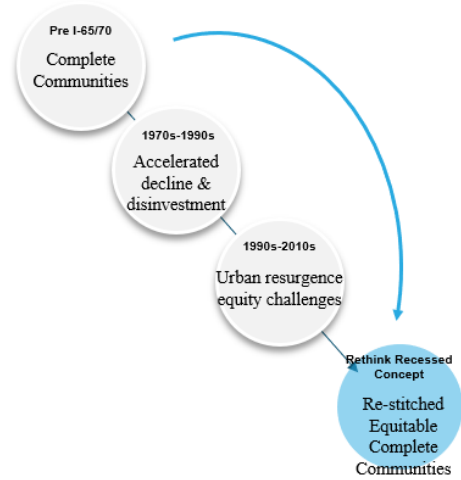 Pre I-65/70
Complete
Communities
1970s-1990s
Accelerated
decline &
disinvestment
1990s-2010s
Urban resurgence
equity challenges
Rethink Recessed
Concept
Re-stitched
Equitable
Complete
Communities